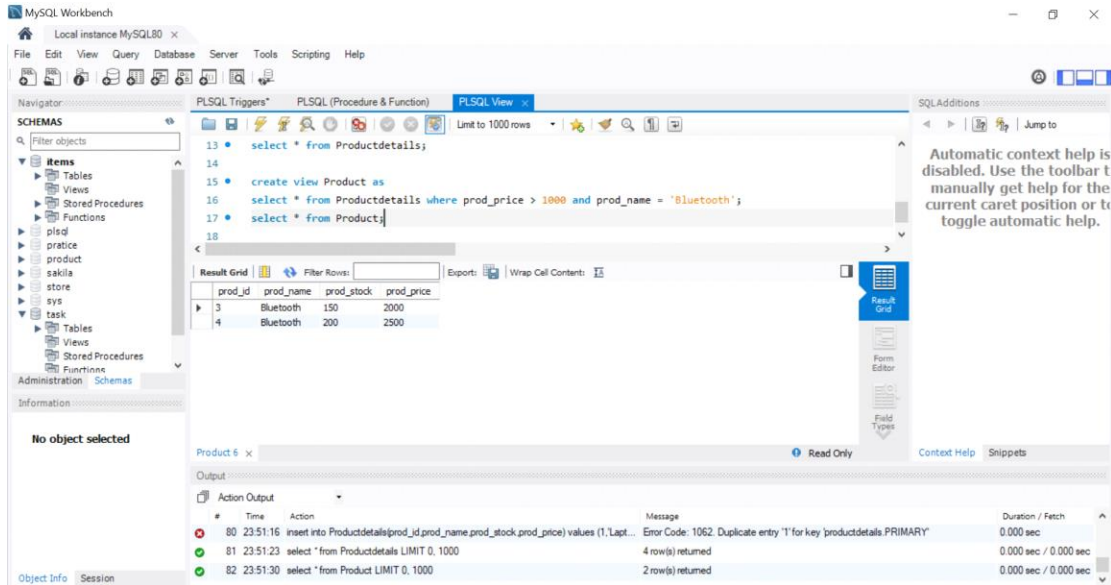 MySQL Workbench
Local instance MySQL80
File Edit View Query Database Server Tools Scripting Help
Navigator
SCHEMAS
Filter objects
items
Tables
Views
Stored Procedures
Functions
plsql
pratice
product
sakila
store
sys
task
Tables
Views
Stored Procedures
Functions
Administration Schemas
Information
No object selected
Object Info Session
PLSQL Triggers* PLSQL (Procedure & Function) PLSQL View
Limit to 1000 rows
13 select * from Productdetails;
14
15 create view Product as
16 select * from Productdetails where prod_price > 1000 and prod_name = 'Bluetooth';
17 select * from Product;
18
Result Grid Filter Rows: Export: Wrap Cell Content:
prod_id prod_name prod_stock prod_price
3 Bluetooth 150 2000
4 Bluetooth 200 2500
Result
Grid
Form
Editor
Field
Types
Product 6 Read Only
Output
Action Output
# Time Action Message Duration / Fetch
80 23:51:16 insert into Productdetails(prod_id,prod_name,prod_stock,prod_price) values (1,'Lapt... Error Code: 1062. Duplicate entry '1' for key 'productdetails.PRIMARY' 0.000 sec
81 23:51:23 select * from Productdetails LIMIT 0, 1000 4 row(s) returned 0.000 sec / 0.000 sec
82 23:51:30 select * from Product LIMIT 0, 1000 2 row(s) returned 0.000 sec / 0.000 sec
SQLAdditions
Jump to
Automatic context help is
disabled. Use the toolbar t
manually get help for the
current caret position or to
toggle automatic help.
Context Help Snippets